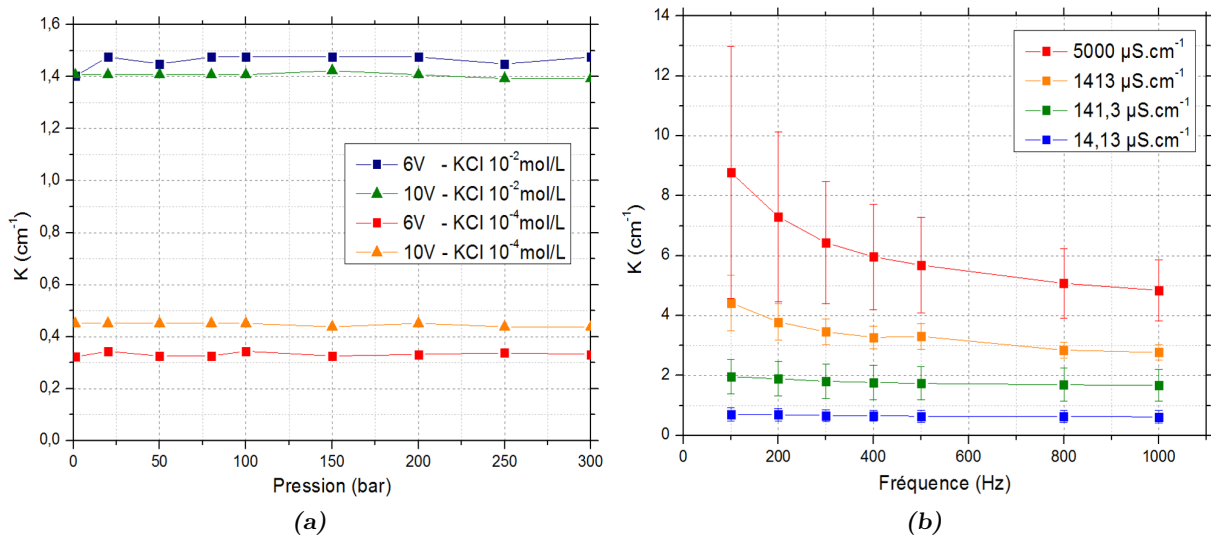 1,6
1,4
1,2
1,0
0,8
0,6
0,4
0,2
0,0
K (cm⁻¹)
6V - KCl 10⁻²mol/L
10V - KCl 10⁻²mol/L
6V - KCl 10⁻⁴mol/L
10V - KCl 10⁻⁴mol/L
0 50 100 150 200 250 300
Pression (bar)
(a)
14
12
10
8
6
4
2
0
K (cm⁻¹)
5000 µS.cm⁻¹
1413 µS.cm⁻¹
141,3 µS.cm⁻¹
14,13 µS.cm⁻¹
0 200 400 600 800 1000
Fréquence (Hz)
(b)